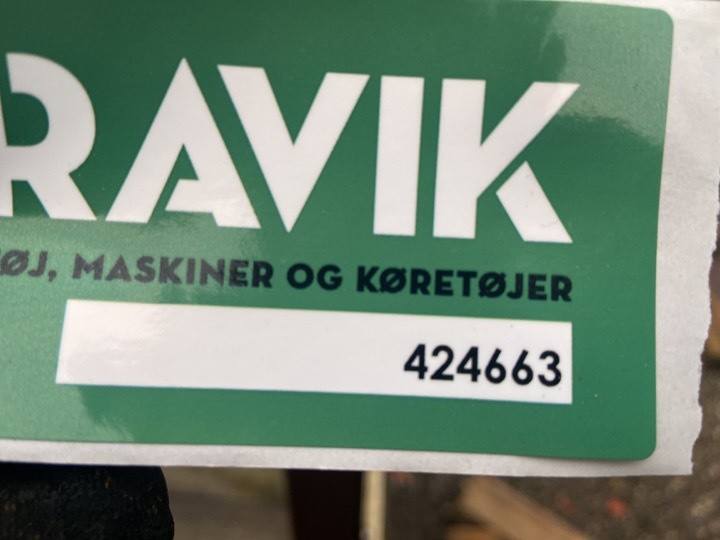 RAVIK
ØJ, MASKINER OG KØRETØJER
424663